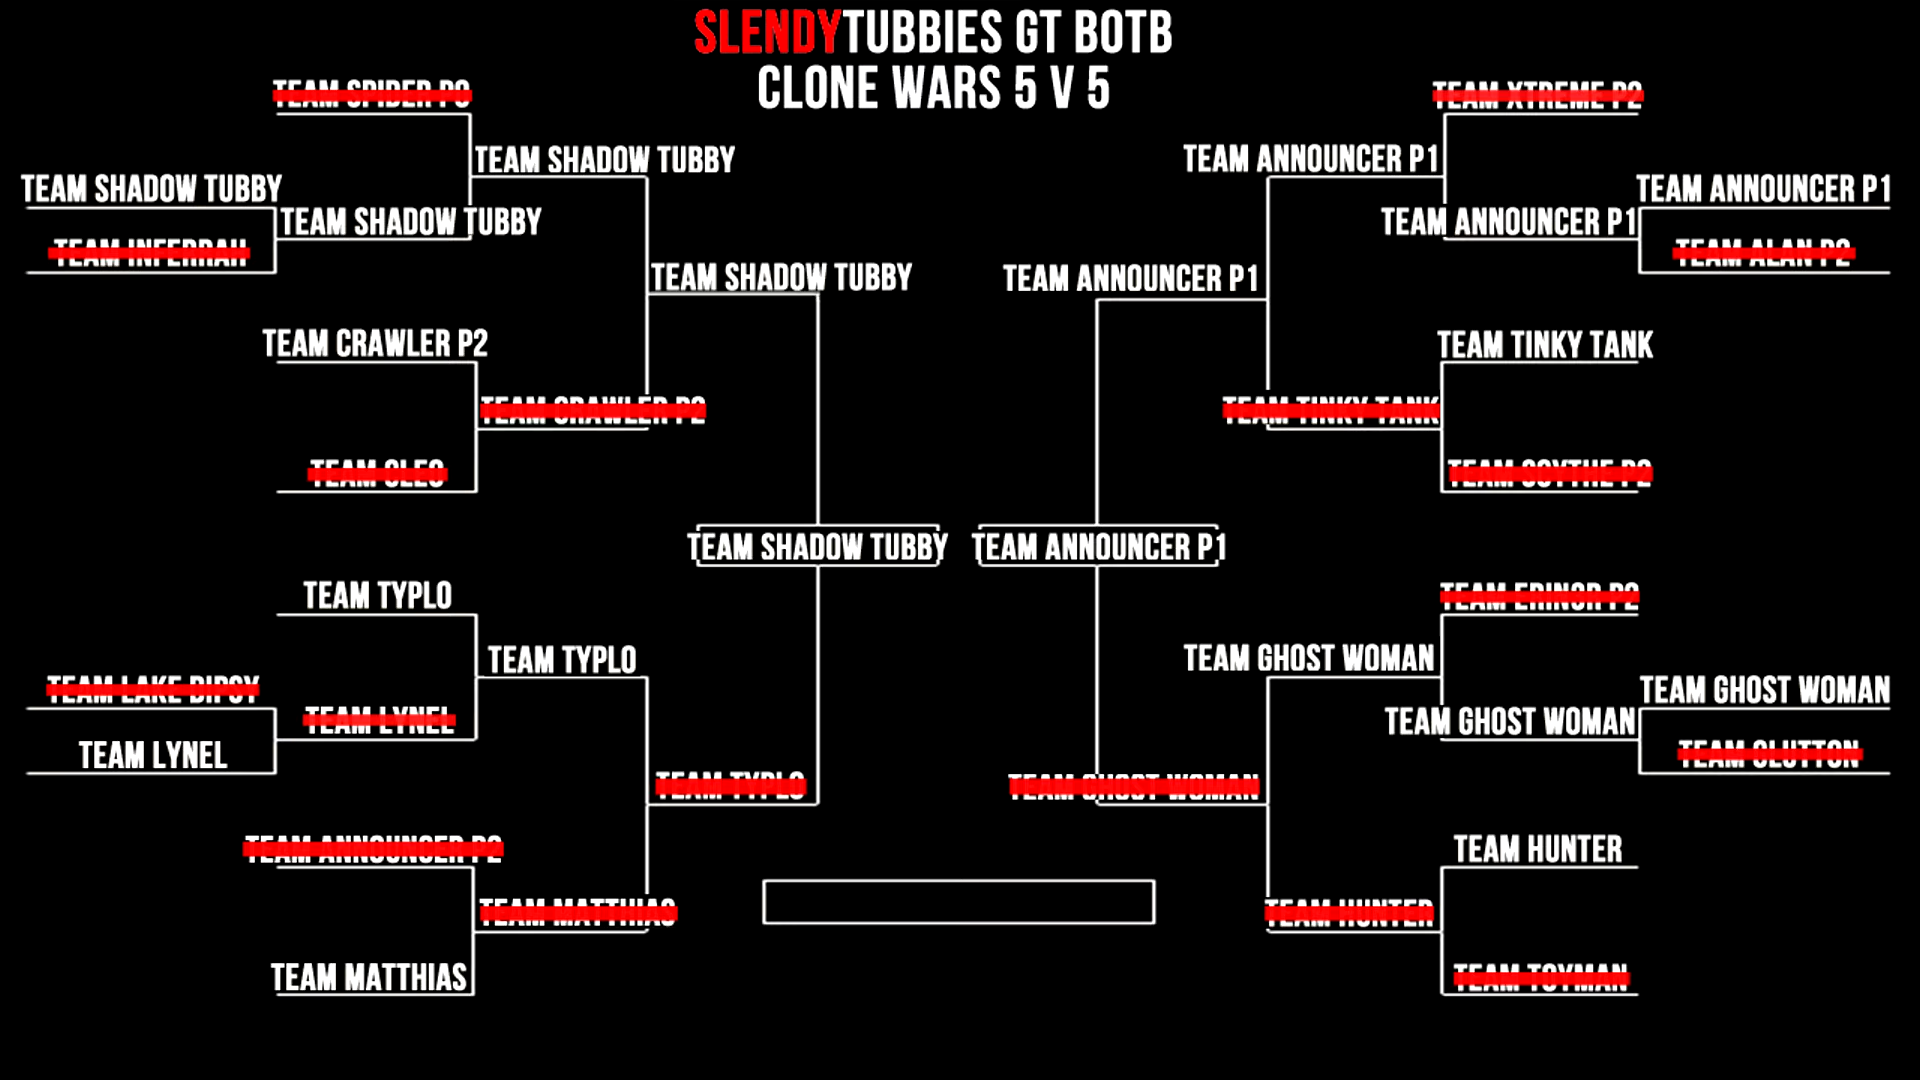 SLENDYTUBBIES GT BOTB
CLONE WARS 5 V 5
TEAM SPIDER
TEAM SHADOW TUBBY
TEAM SHADOW TUBBY
TEAM SHADOW TUBBY
TEAM INFERRAH
TEAM SHADOW TUBBY
TEAM CRAWLER P2
TEAM CRAWLER P2
TEAM CLEO
TEAM SHADOW TUBBY
TEAM TYPLO
TEAM TYPLO
TEAM LAKE DIPSY
TEAM LYNEL
TEAM LYNEL
TEAM TYPLO
TEAM ANNOUNCER P2
TEAM MATTHIAS
TEAM MATTHIAS
TEAM XTREME P2
TEAM ANNOUNCER P1
TEAM ANNOUNCER P1
TEAM ANNOUNCER P1
TEAM ALAN P2
TEAM ANNOUNCER P1
TEAM TINKY TANK
TEAM TINKY TANK
TEAM SCYTHE P2
TEAM ANNOUNCER P1
TEAM ERINOR P2
TEAM GHOST WOMAN
TEAM GHOST WOMAN
TEAM GHOST WOMAN
TEAM CLUTTON
TEAM GHOST WOMAN
TEAM HUNTER
TEAM HUNTER
TEAM TOYMAN